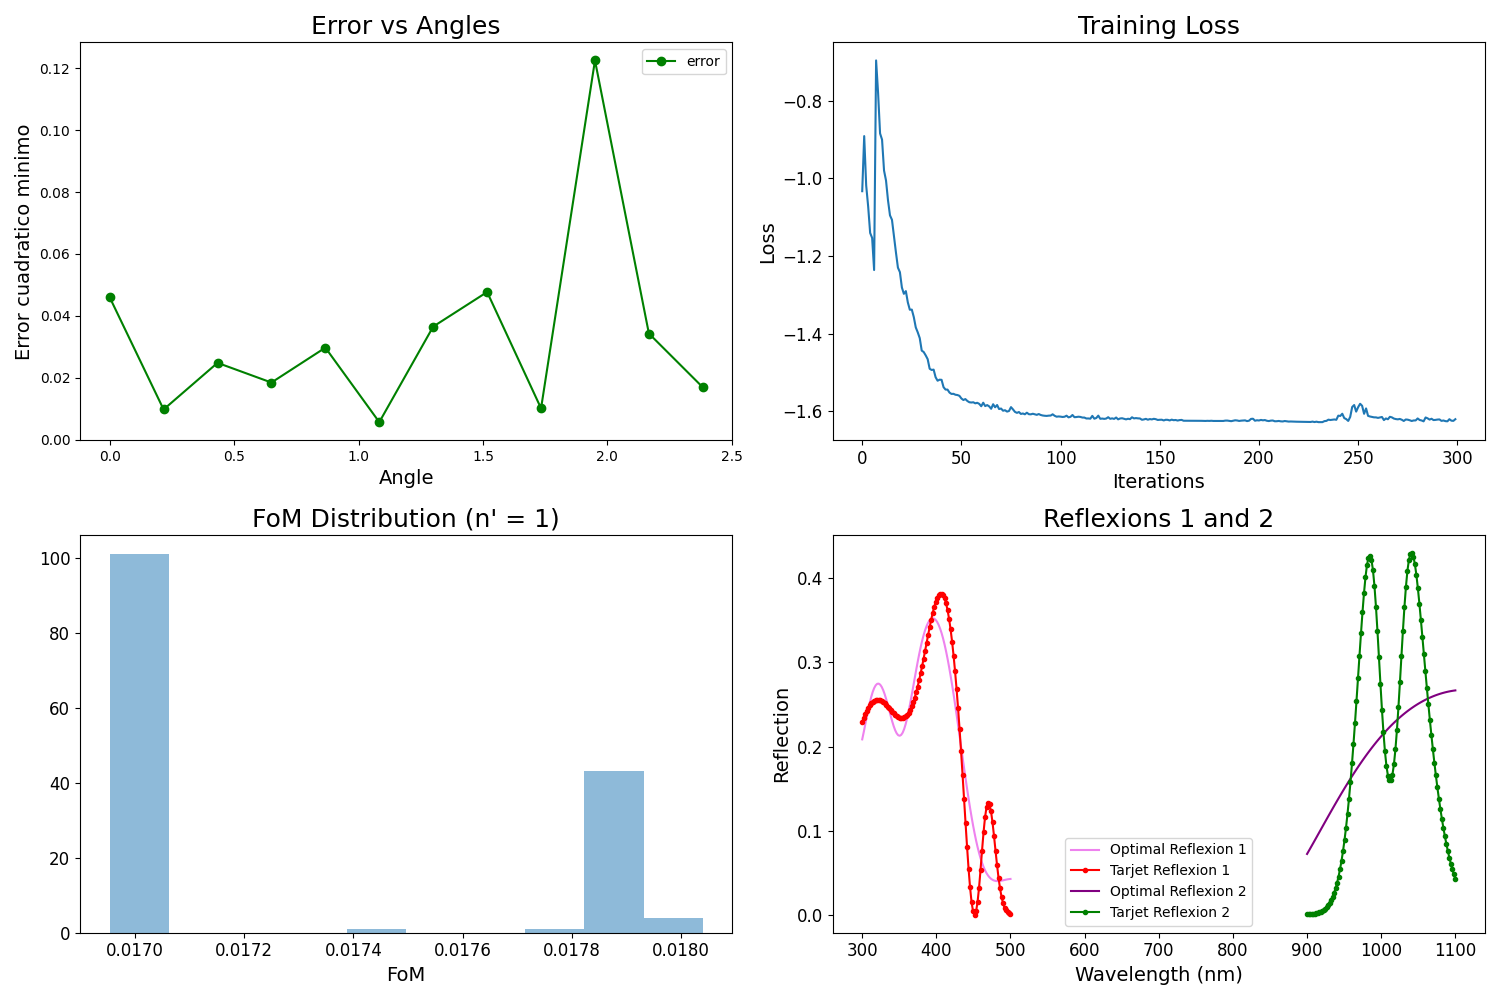 Error vs Angles
Error cuadratico minimo
0.12
0.10
0.08
0.06
0.04
0.02
0.00
error
0.0 0.5 1.0 1.5 2.0 2.5
Angle
Training Loss
Loss
−0.8
−1.0
−1.2
−1.4
−1.6
0 50 100 150 200 250 300
Iterations
FoM Distribution (n' = 1)
100
80
60
40
20
0
0.0170 0.0172 0.0174 0.0176 0.0178 0.0180
FoM
Reflexions 1 and 2
Reflection
0.4
0.3
0.2
0.1
0.0
Optimal Reflexion 1
Tarjet Reflexion 1
Optimal Reflexion 2
Tarjet Reflexion 2
300 400 500 600 700 800 900 1000 1100
Wavelength (nm)